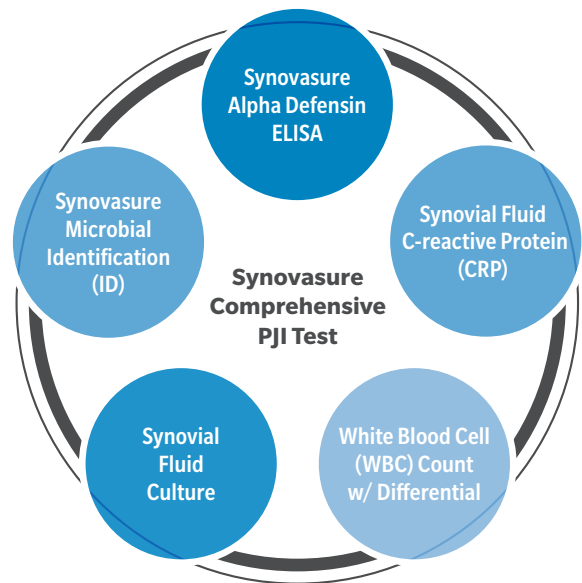 Synovasure
Alpha Defensin
ELISA
Synovial Fluid
C-reactive Protein
(CRP)
White Blood Cell
(WBC) Count
w/ Differential
Synovial
Fluid
Culture
Synovasure
Microbial
Identification
(ID)
Synovasure
Comprehensive
PJI Test